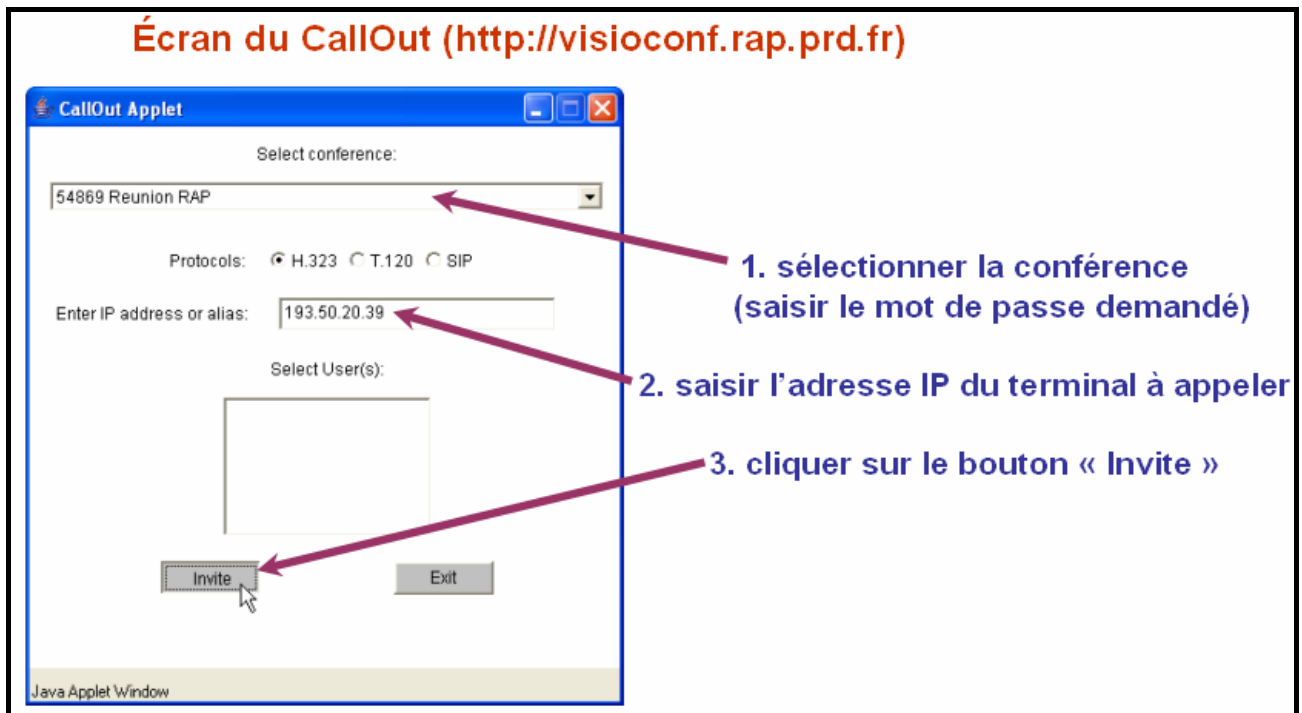 Écran du CallOut (http://visioconf.rap.prd.fr)
CallOut Applet
Select conference:
54869 Reunion RAP
Protocols: H.323 T.120 SIP
Enter IP address or alias: 193.50.20.39
Select User(s):
Invite Exit
Java Applet Window
1. sélectionner la conférence
(saisir le mot de passe demandé)
2. saisir l’adresse IP du terminal à appeler
3. cliquer sur le bouton « Invite »